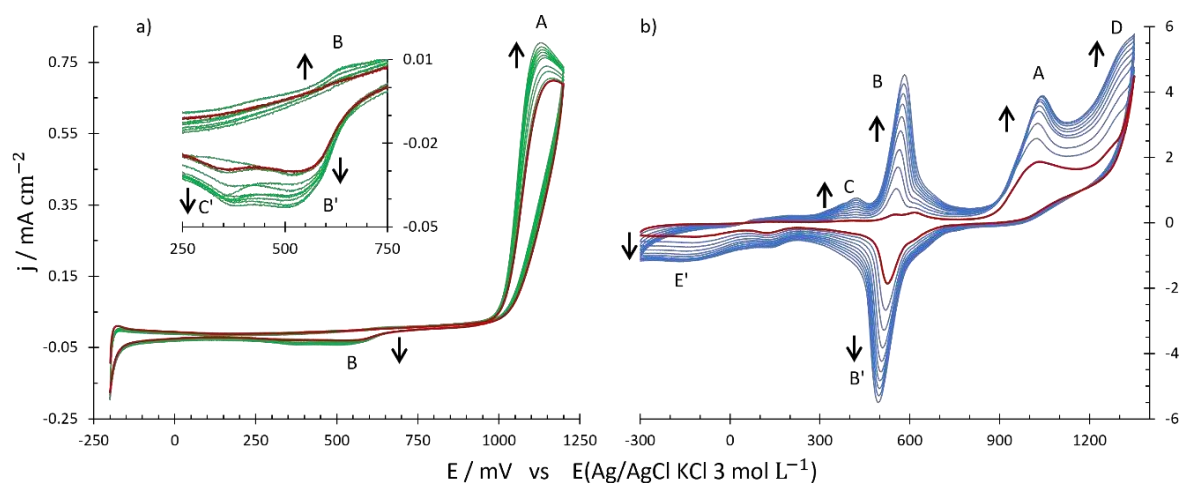 a)
j / mA cm⁻²
0.75
0.55
0.35
0.15
-0.05
-0.25
-250
0
250
500
750
1000
1250
A
B
B
B'
C'
0.01
-0.02
-0.05
250
500
750
b)
6
4
2
0
-2
-4
-6
-300
0
300
600
900
1200
D
A
B
C
E'
B'
E / mV vs E(Ag/AgCl KCl 3 mol L⁻¹)